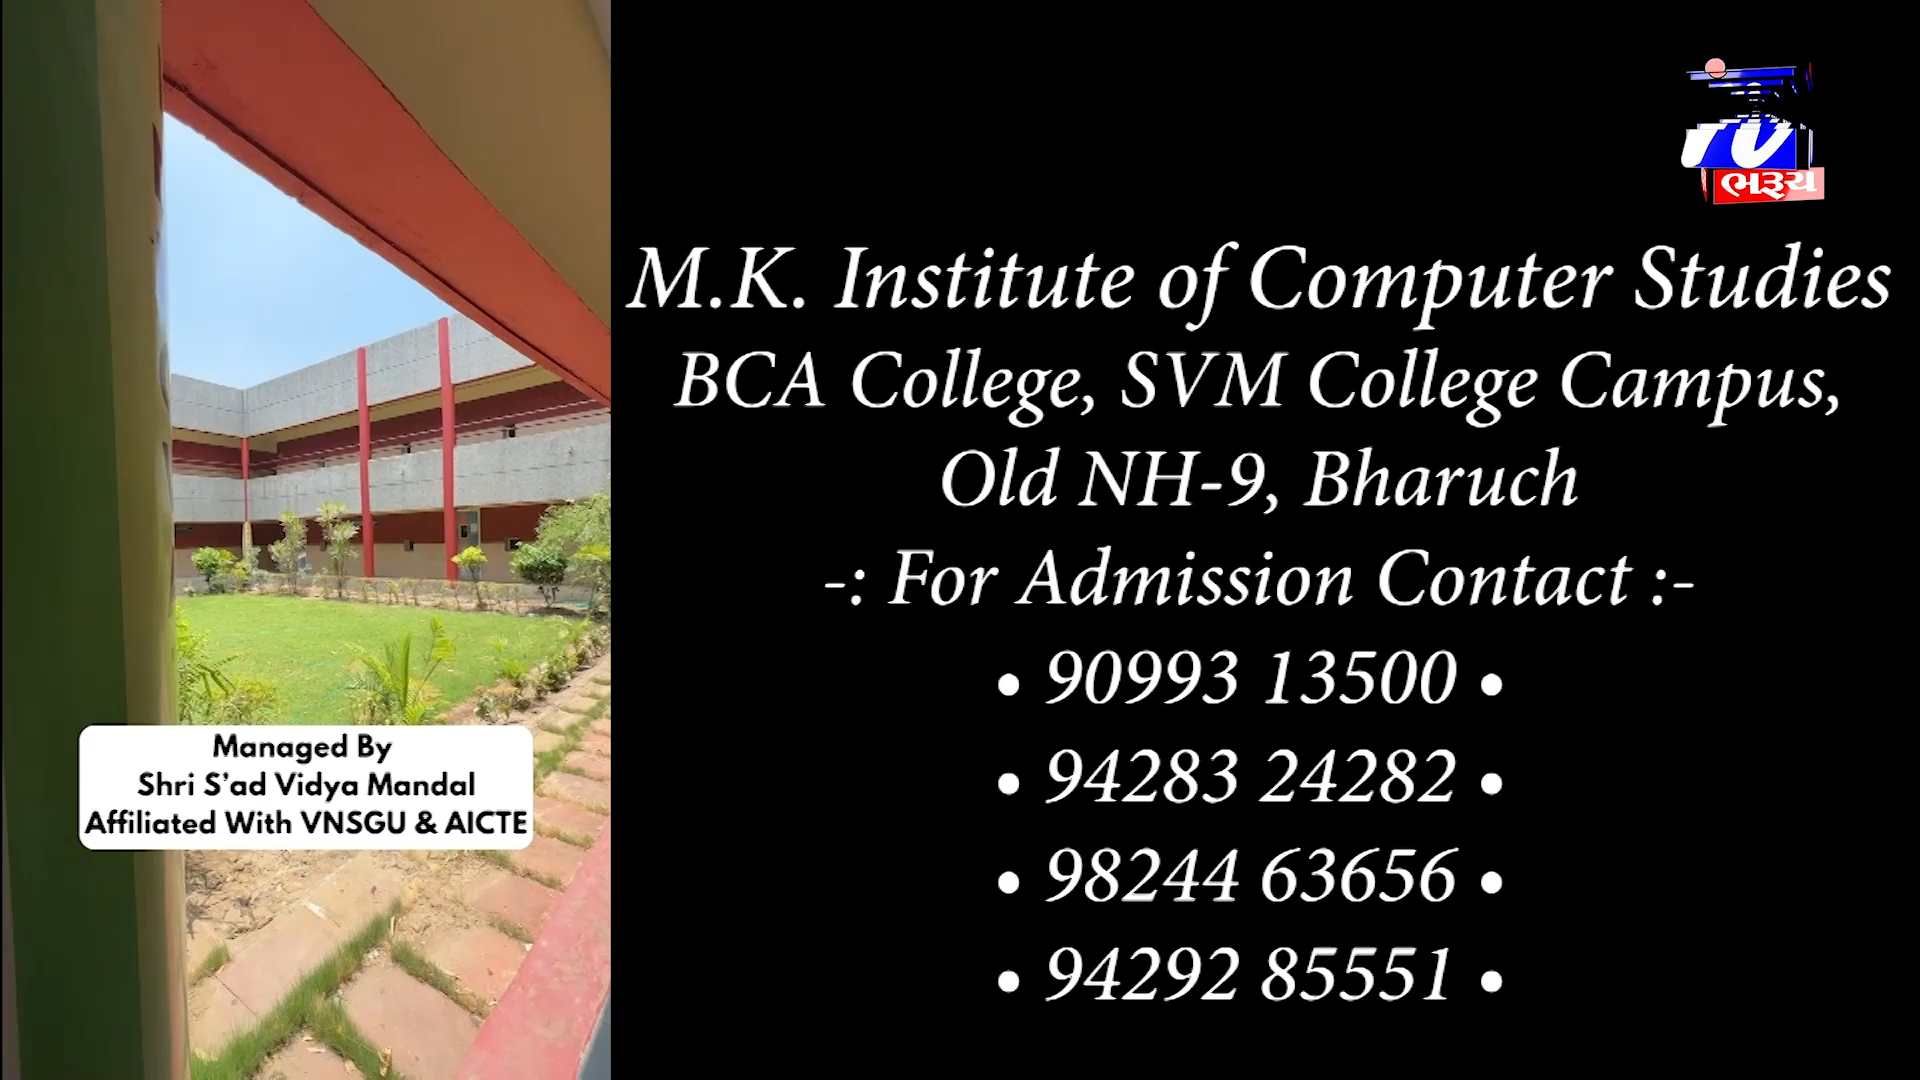 tv
ભરૂચ
M.K. Institute of Computer Studies
BCA College, SVM College Campus,
Old NH-9, Bharuch
-: For Admission Contact :-
• 90993 13500 •
• 94283 24282 •
• 98244 63656 •
• 94292 85551 •
Managed By
Shri S'ad Vidya Mandal
Affiliated With VNSGU & AICTE